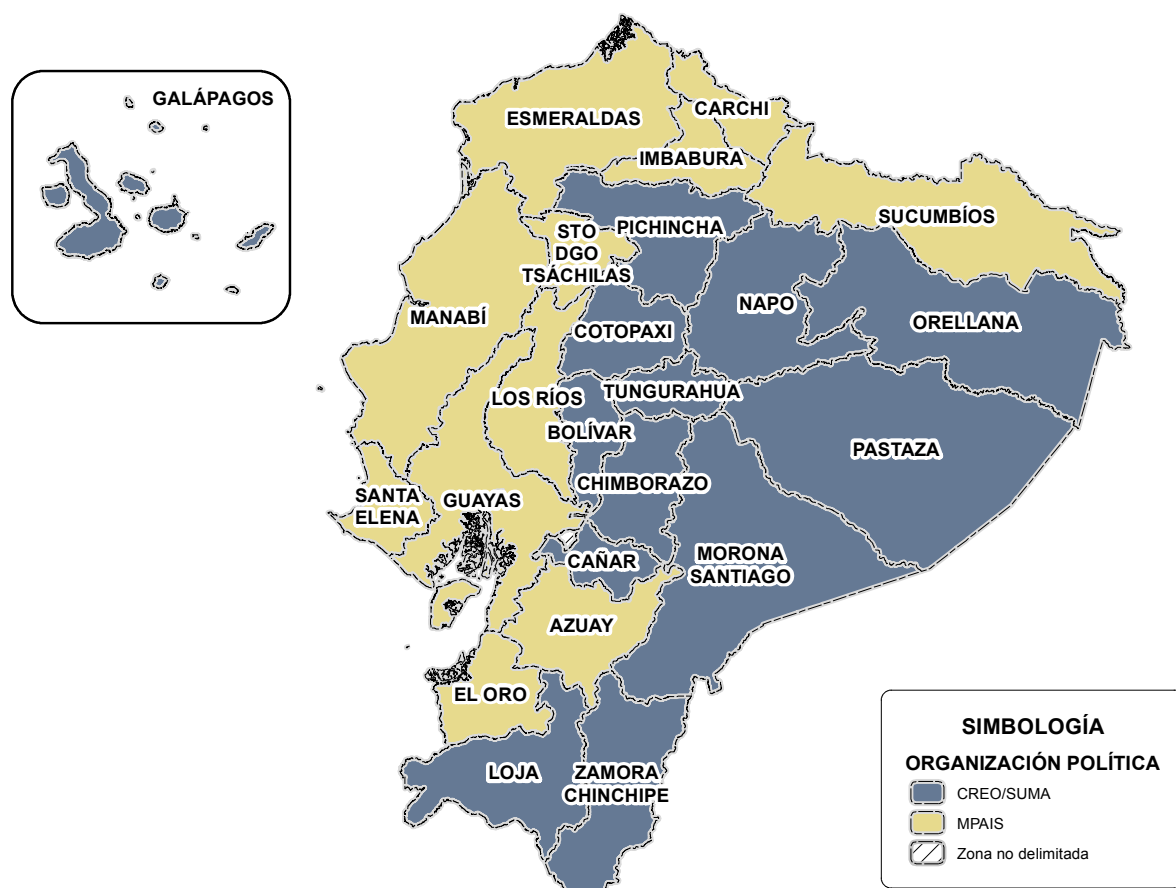 GALÁPAGOS
ESMERALDAS
CARCHI
IMBABURA
SUCUMBÍOS
PICHINCHA
STO
DGO
TSÁCHILAS
NAPO
MANABÍ
ORELLANA
COTOPAXI
TUNGURAHUA
LOS RÍOS
BOLÍVAR
PASTAZA
CHIMBORAZO
SANTA
ELENA
GUAYAS
CAÑAR
MORONA
SANTIAGO
AZUAY
EL ORO
LOJA
ZAMORA
CHINCHIPE
SIMBOLOGÍA
ORGANIZACIÓN POLÍTICA
CREO/SUMA
MPAIS
Zona no delimitada